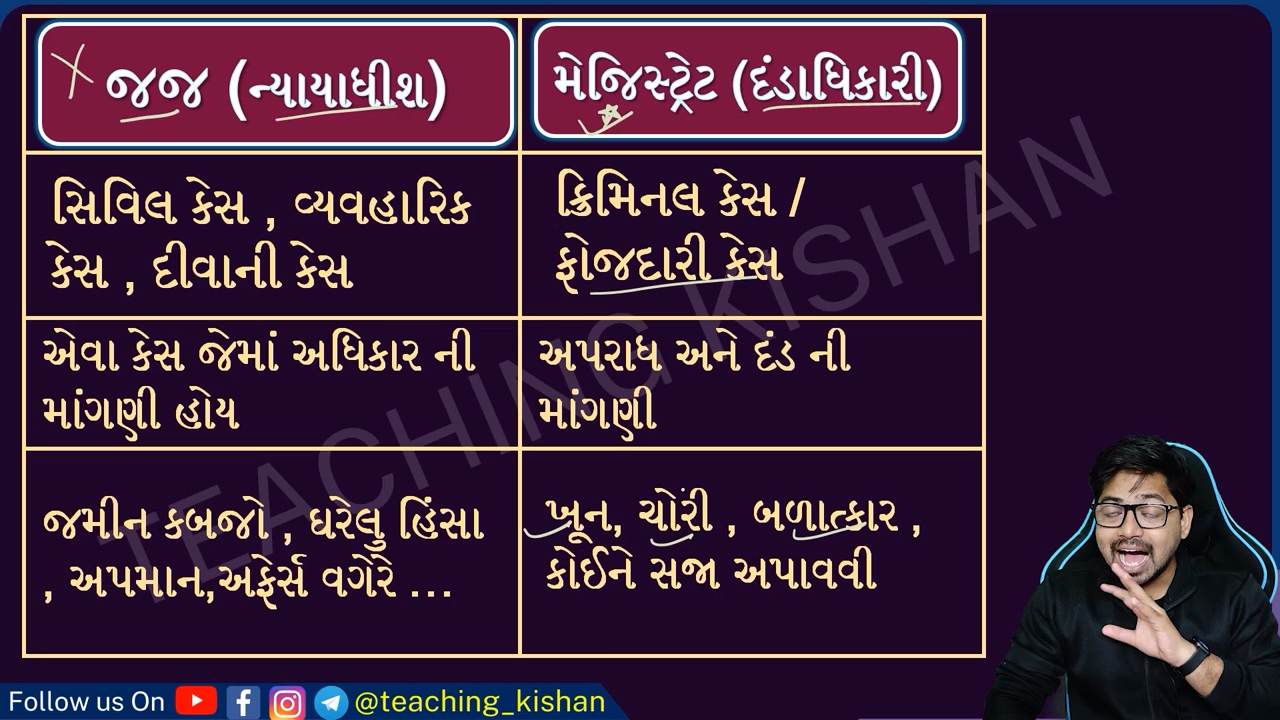 જજ (ન્યાયાધીશ)
મેજિસ્ટ્રેટ (દંડાધિકારી)
સિવિલ કેસ , વ્યવહારિક
કેસ , દીવાની કેસ
ક્રિમિનલ કેસ /
ફોજદારી કેસ
એવા કેસ જેમાં અધિકાર ની
માંગણી હોય
અપરાધ અને દંડ ની
માંગણી
જમીન કબજો , ઘરેલુ હિંસા
, અપમાન,અફેર્સ વગેરે ...
ખૂન, ચોરી , બળાત્કાર ,
કોઈને સજા અપાવવી
TEACHING KISHAN
Follow us On @teaching_kishan